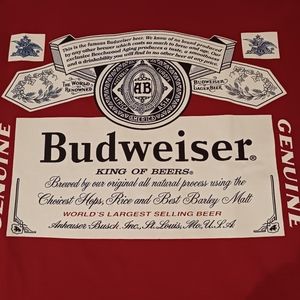 This is the famous Budweiser beer. We know of no brand produced
by any other brewer which costs so much to brew and age. Our
exclusive Beechwood Aging produces a taste, a smoothness
and a drinkability you will find in no other beer at any price.
WORLD
RENOWNED
BUDWEISER
LAGER BEER
AB
AMERICA
GENUINE
GENUINE
Budweiser®
KING OF BEERS®
Brewed by our original all natural process using the
Choicest Hops, Rice and Best Barley Malt
WORLD'S LARGEST SELLING BEER
Anheuser Busch, Inc., St. Louis, Mo., U.S.A.